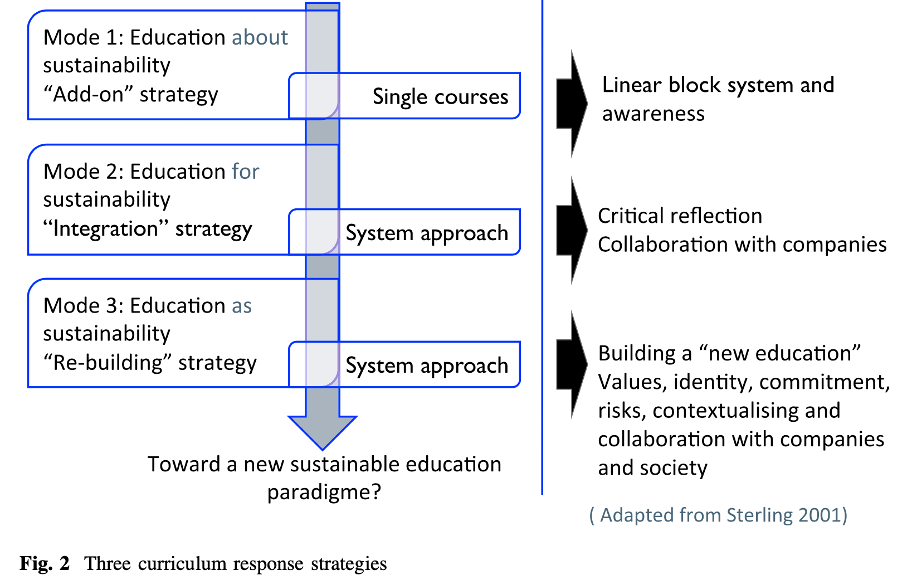 Mode 1: Education about
sustainability
“Add-on” strategy
Single courses
Linear block system and
awareness
Mode 2: Education for
sustainability
“Integration” strategy
System approach
Critical reflection
Collaboration with companies
Mode 3: Education as
sustainability
“Re-building” strategy
System approach
Building a “new education”
Values, identity, commitment,
risks, contextualising and
collaboration with companies
and society
Toward a new sustainable education
paradigme?
( Adapted from Sterling 2001)
Fig. 2 Three curriculum response strategies